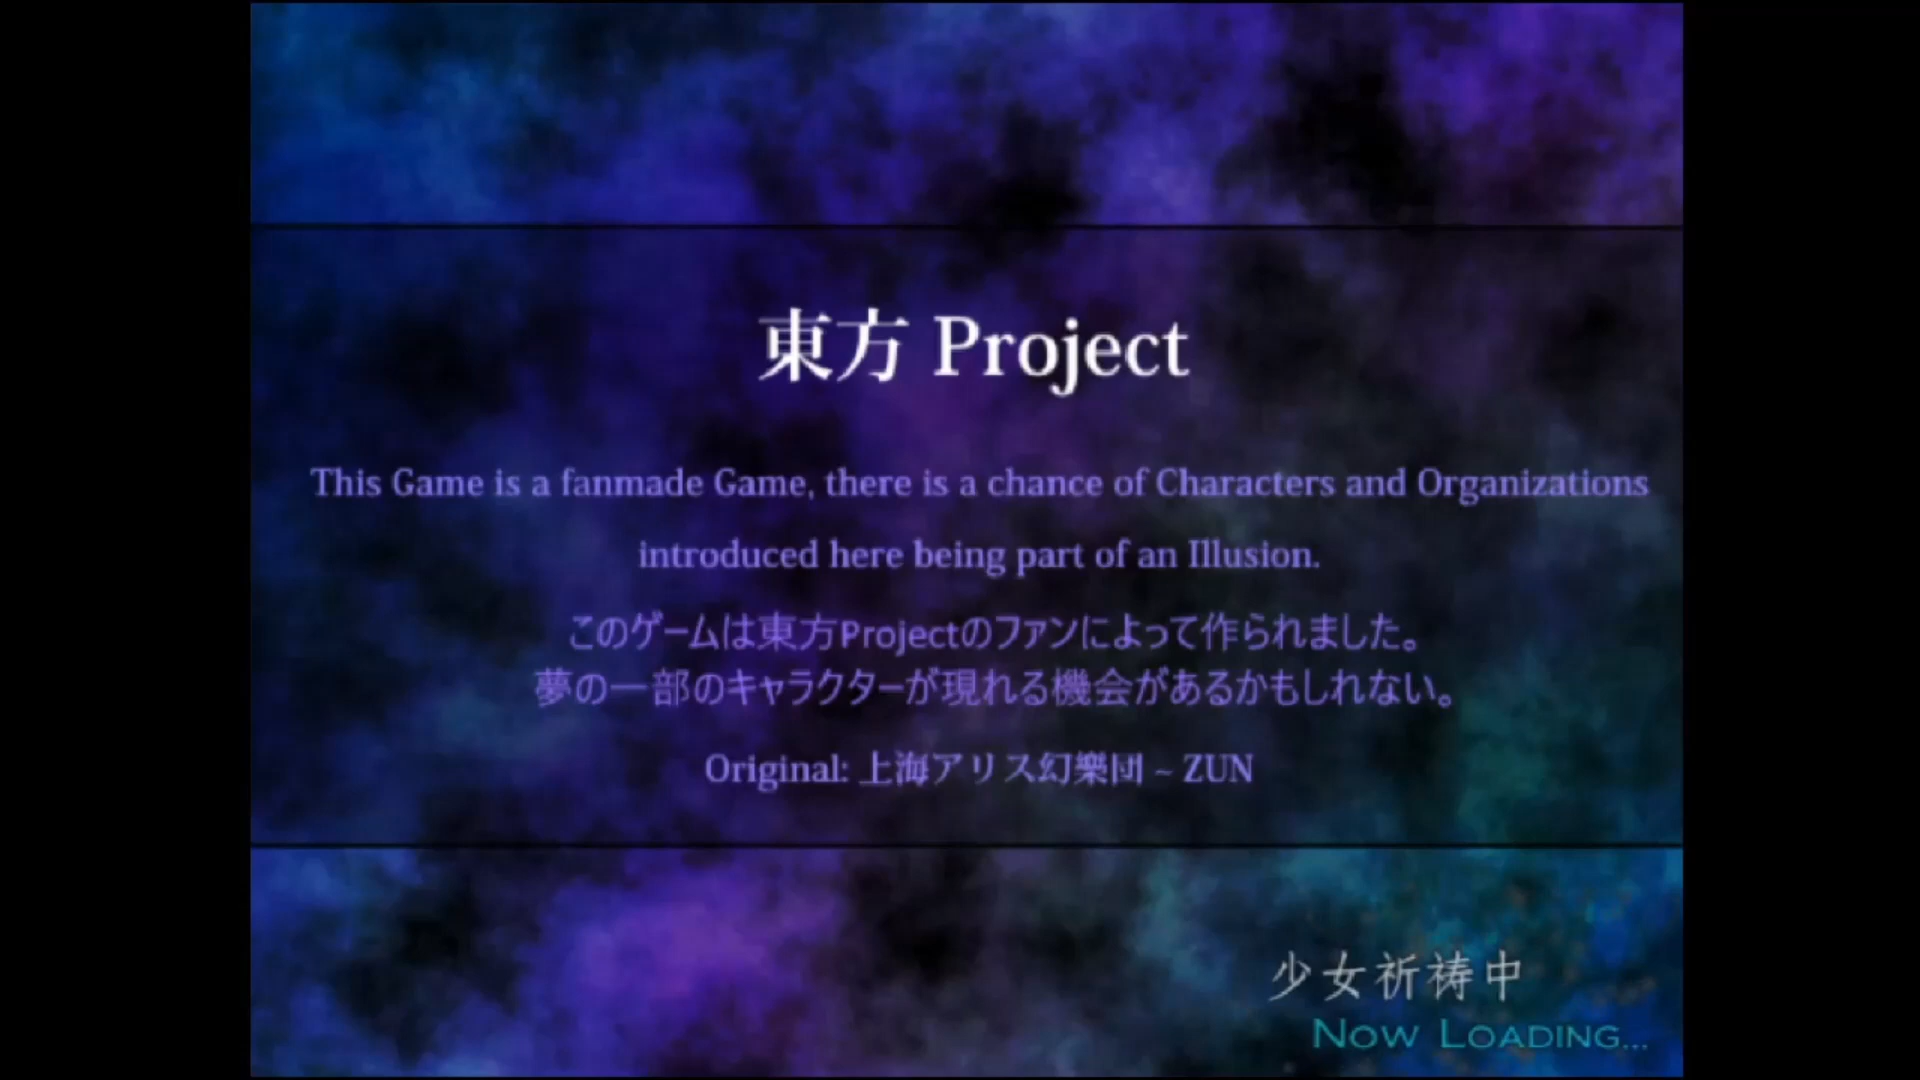 東方 Project
This Game is a fanmade Game, there is a chance of Characters and Organizations
introduced here being part of an Illusion.
このゲームは東方Projectのファンによって作られました。
夢の一部のキャラクターが現れる機会があるかもしれない。
Original: 上海アリス幻樂団 ~ ZUN
少女祈祷中
Now Loading...